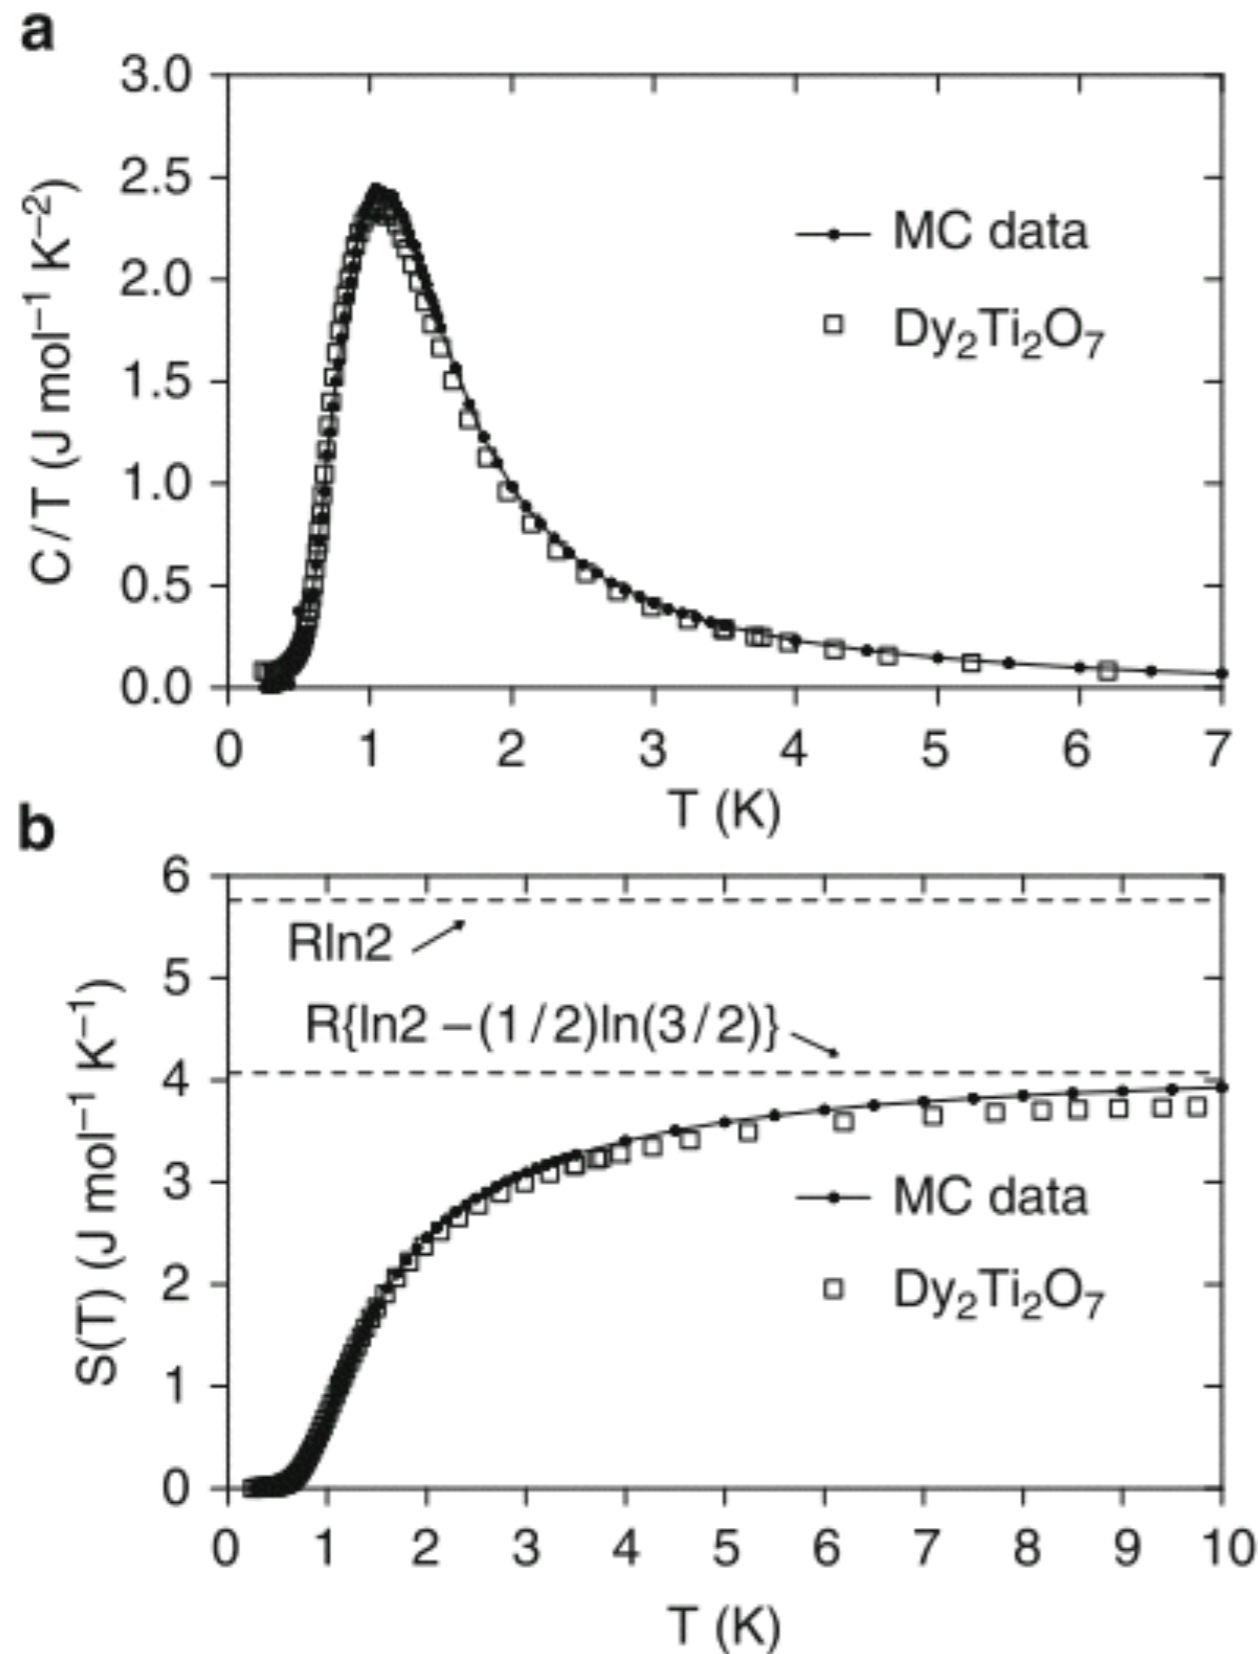 a
C/T (J mol⁻¹ K⁻²)
3.0
2.5
2.0
1.5
1.0
0.5
0.0
MC data
Dy₂Ti₂O₇
0 1 2 3 4 5 6 7
T (K)
b
S(T) (J mol⁻¹ K⁻¹)
6
5
4
3
2
1
0
Rln2
R{ln2 –(1/2)ln(3/2)}
MC data
Dy₂Ti₂O₇
0 1 2 3 4 5 6 7 8 9 10
T (K)